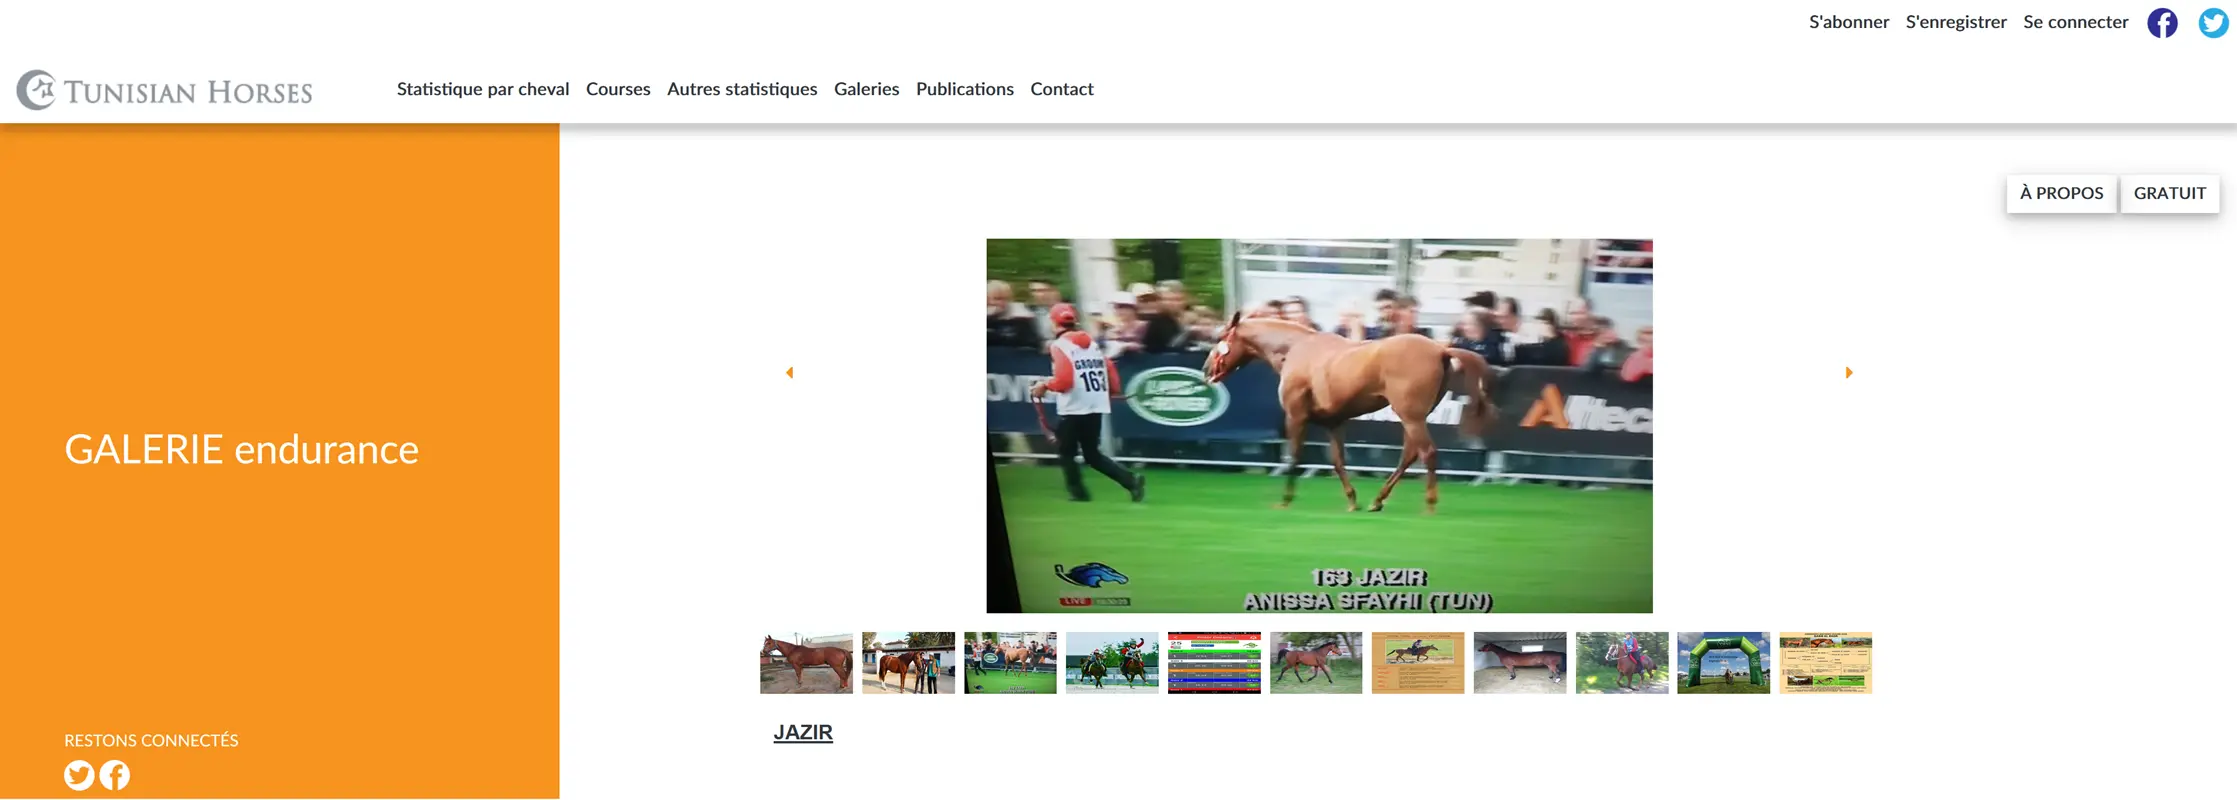 S'abonner S'enregistrer Se connecter
TUNISIAN HORSES
Statistique par cheval Courses Autres statistiques Galeries Publications Contact
À PROPOS GRATUIT
GALERIE endurance
GROOM
163
Alltec
163 JAZIR
LIVE
ANISSA SFAYHI (TUN)
JAZIR
RESTONS CONNECTÉS